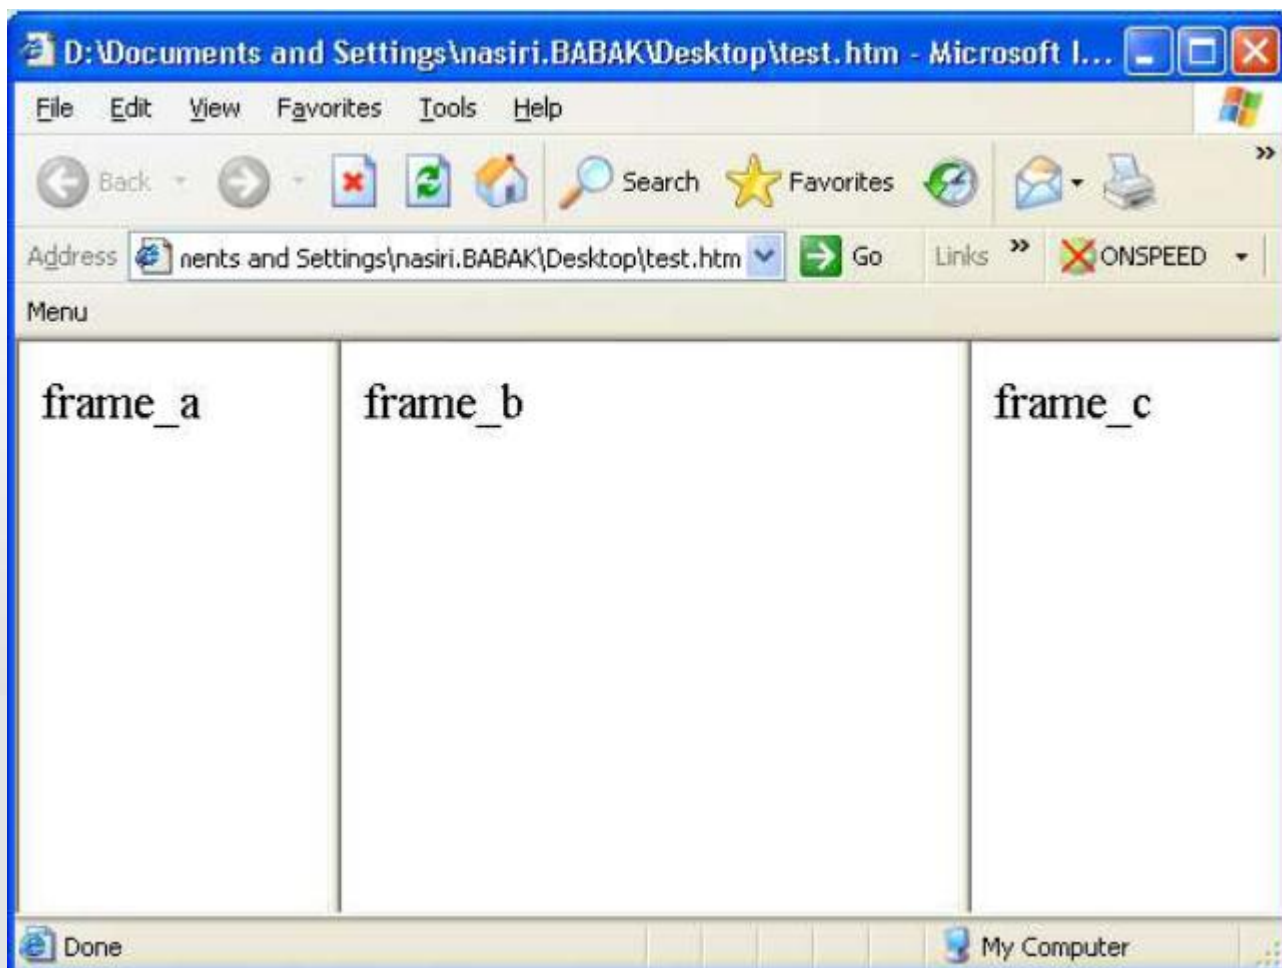 D:\Documents and Settings\nasiri.BABAK\Desktop\test.htm - Microsoft I...
File Edit View Favorites Tools Help
Back Search Favorites »
Address nents and Settings\nasiri.BABAK\Desktop\test.htm Go Links » ONSPEED
Menu
frame_a frame_b frame_c
Done My Computer